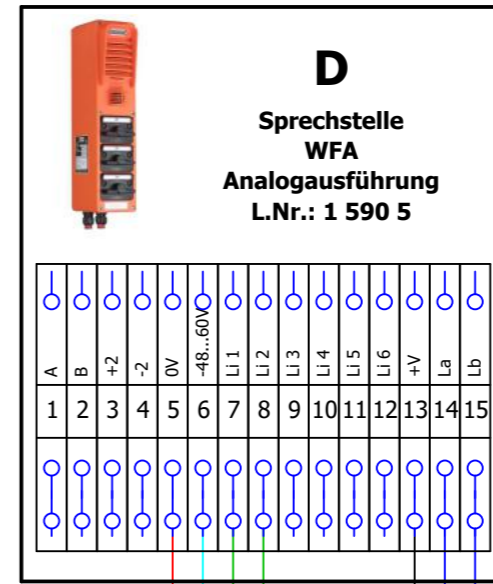 D
Sprechstelle
WFA
Analogausführung
L.Nr.: 1 590 5
A B +2 -2 0V -48...60V Li 1 Li 2 Li 3 Li 4 Li 5 Li 6 +V La Lb
1 2 3 4 5 6 7 8 9 10 11 12 13 14 15